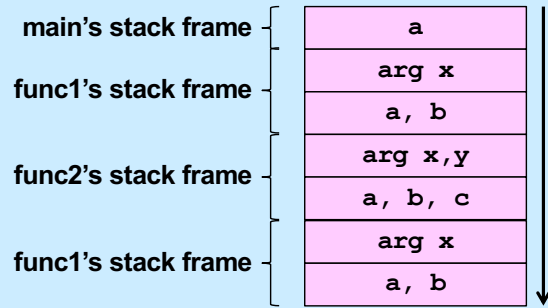 main's stack frame
a
func1's stack frame
arg x
a, b
func2's stack frame
arg x,y
a, b, c
func1's stack frame
arg x
a, b